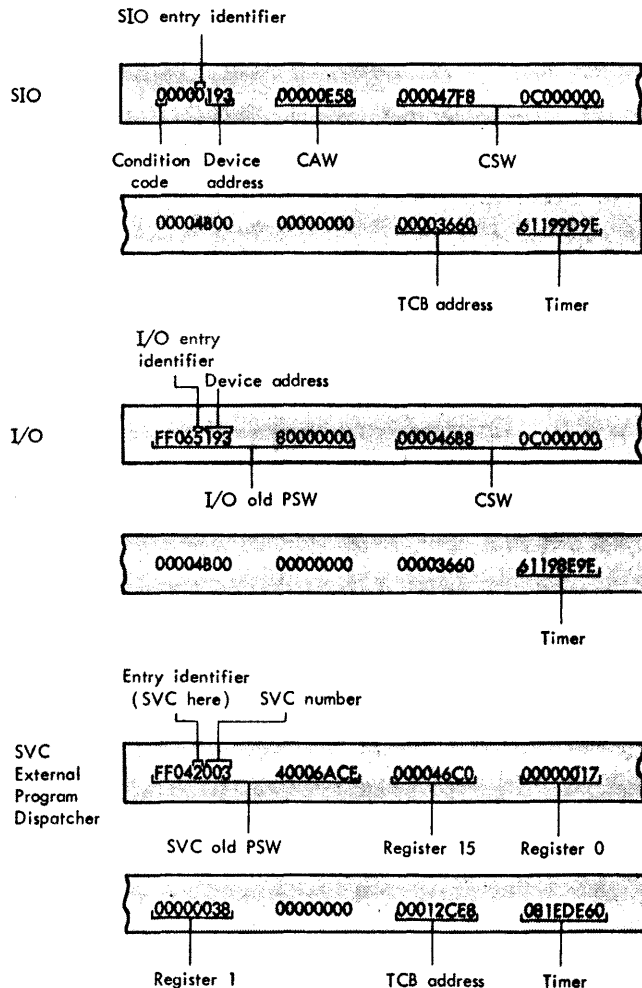 SIO entry identifier
SIO
00000193 00000E58 000047F8 0C000000
Condition code Device address CAW CSW
00004B00 00000000 00003660 61199D9E
TCB address Timer
I/O entry identifier
Device address
I/O
FF065193 80000000 00004688 0C000000
I/O old PSW CSW
00004B00 00000000 00003660 61198E9E
Timer
Entry identifier (SVC here) SVC number
SVC
External
Program
Dispatcher
FF042003 40006ACE 000046C0 00000017
SVC old PSW Register 15 Register 0
00000038 00000000 00012CE8 081EDE60
Register 1 TCB address Timer